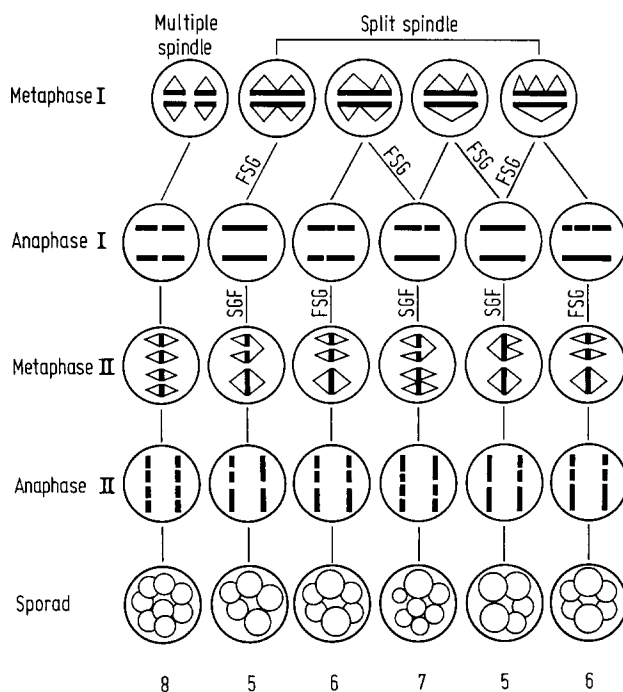 Multiple
spindle
Split spindle
Metaphase I
FSG
FSG
FSG
FSG
Anaphase I
SGF
FSG
SGF
SGF
FSG
Metaphase II
Anaphase II
Sporad
8 5 6 7 5 6